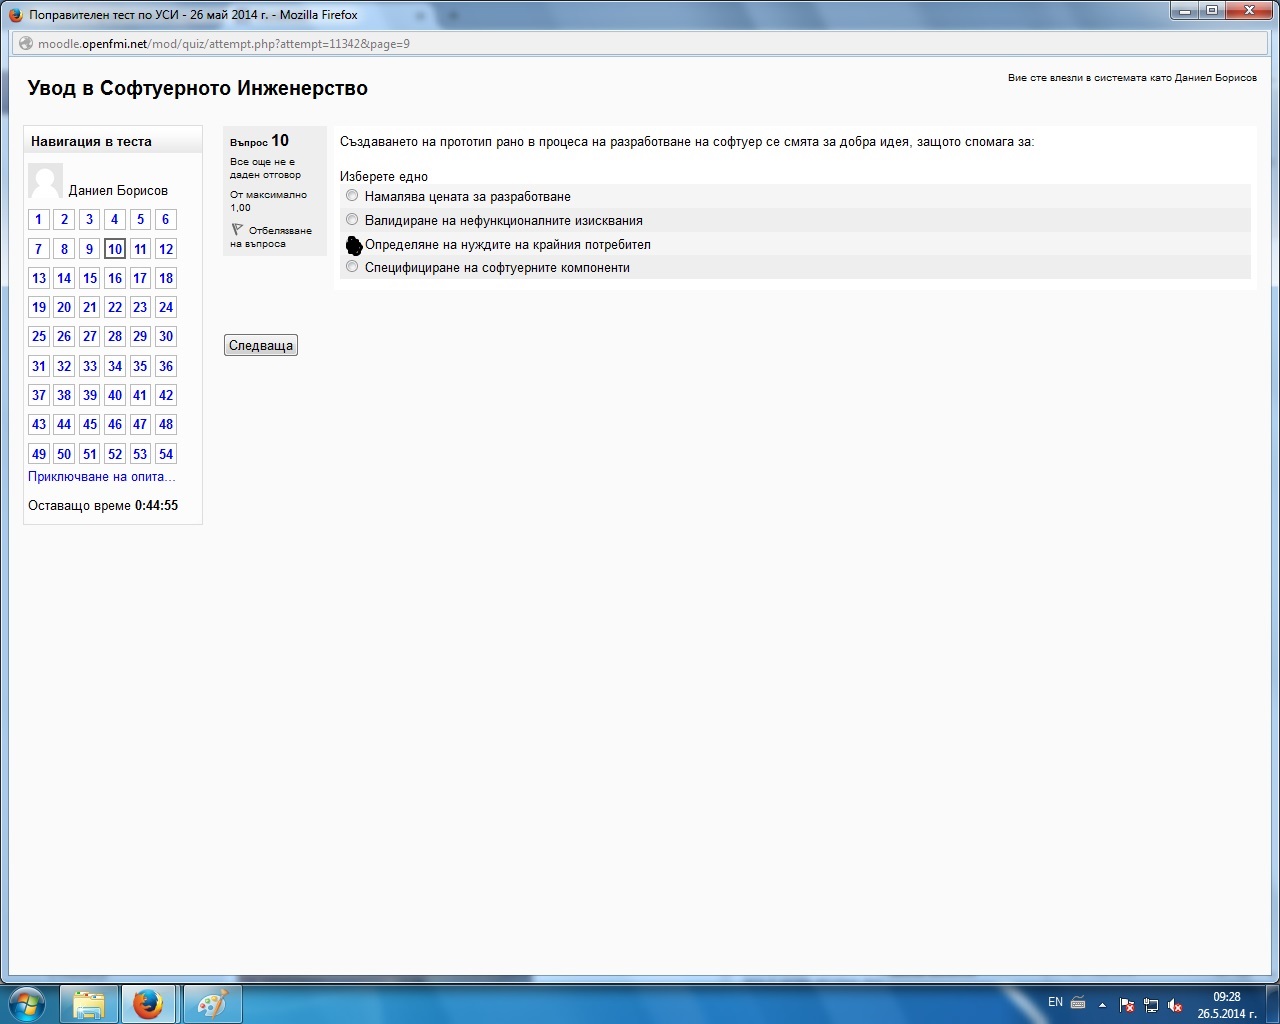 Поправителен тест по УСИ - 26 май 2014 г. - Mozilla Firefox
moodle.openfmi.net/mod/quiz/attempt.php?attempt=11342&page=9
Вие сте влезли в системата като Даниел Борисов
Увод в Софтуерното Инженерство
Навигация в теста
Даниел Борисов
1 2 3 4 5 6
7 8 9 10 11 12
13 14 15 16 17 18
19 20 21 22 23 24
25 26 27 28 29 30
31 32 33 34 35 36
37 38 39 40 41 42
43 44 45 46 47 48
49 50 51 52 53 54
Приключване на опита...
Оставащо време 0:44:55
Въпрос 10
Все още не е
даден отговор
От максимално
1,00
Отбелязване
на въпроса
Създаването на прототип рано в процеса на разработване на софтуер се смята за добра идея, защото спомага за:
Изберете едно
Намалява цената за разработване
Валидиране на нефункционалните изисквания
Определяне на нуждите на крайния потребител
Специфициране на софтуерните компоненти
Следваща
EN
09:28
26.5.2014 г.